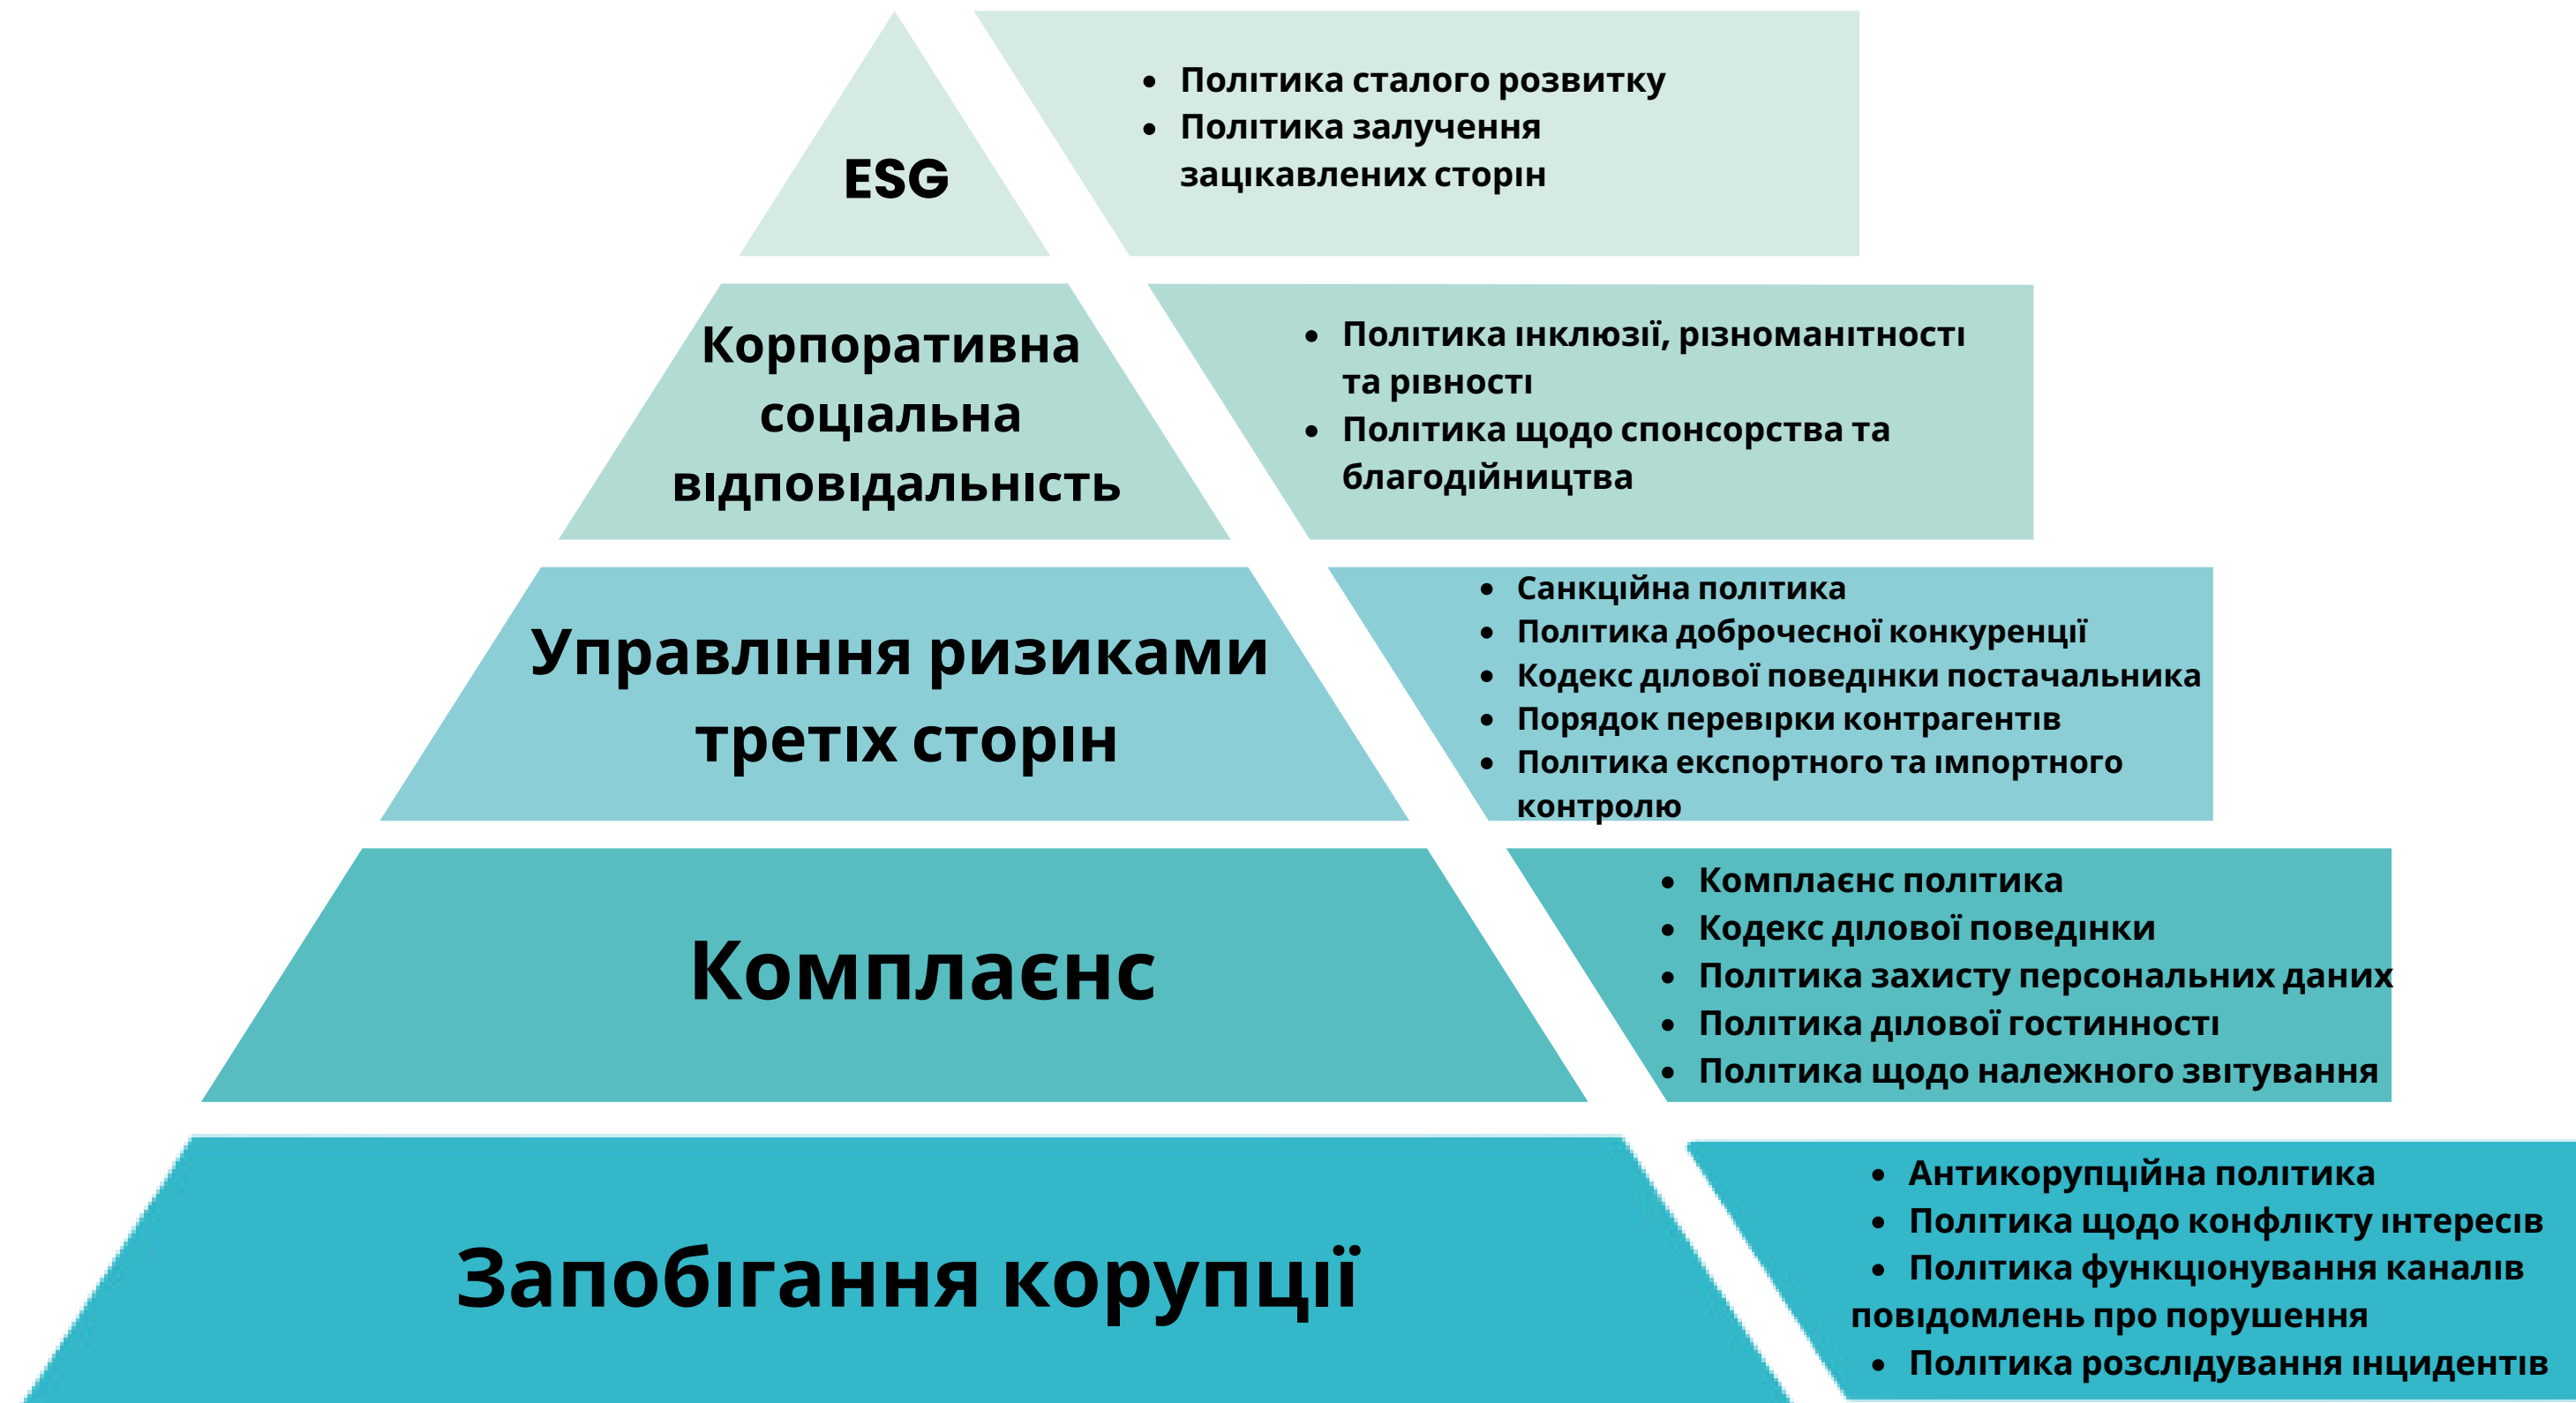 ESG
• Політика сталого розвитку
• Політика залучення
зацікавлених сторін
Корпоративна
соціальна
відповідальність
• Політика інклюзії, різноманітності
та рівності
• Політика щодо спонсорства та
благодійництва
Управління ризиками
третіх сторін
• Санкційна політика
• Політика доброчесної конкуренції
• Кодекс ділової поведінки постачальника
• Порядок перевірки контрагентів
• Політика експортного та імпортного
контролю
Комплаєнс
• Комплаєнс політика
• Кодекс ділової поведінки
• Політика захисту персональних даних
• Політика ділової гостинності
• Політика щодо належного звітування
Запобігання корупції
• Антикорупційна політика
• Політика щодо конфлікту інтересів
• Політика функціонування каналів
повідомлень про порушення
• Політика розслідування інцидентів